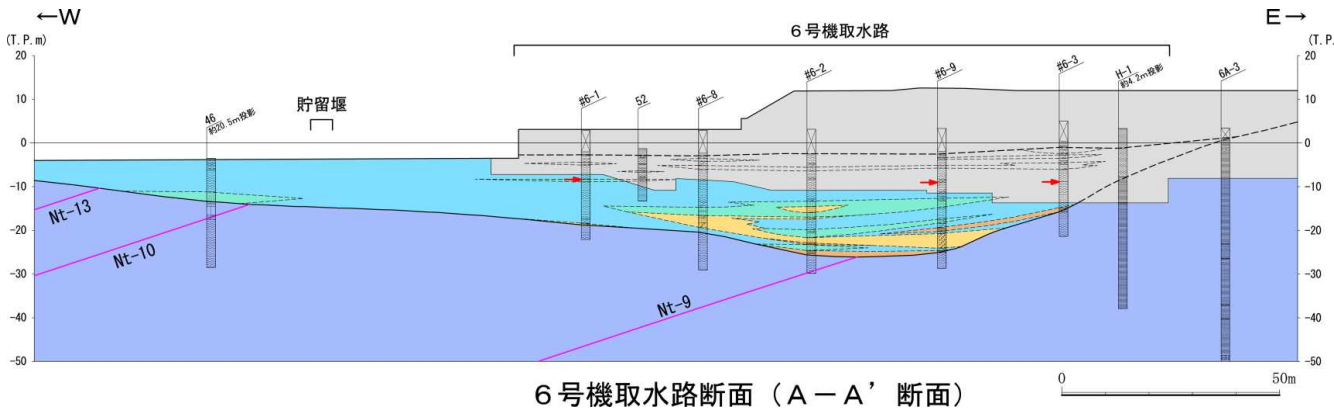 ←W
E→
(T.P.m)
(T.P.m)
6号機取水路
貯留堰
46
約20.5m投影
#6-1
52
#6-8
#6-2
#6-9
#6-3
H-1
約4.2m投影
6A-3
20
10
0
-10
-20
-30
-40
-50
20
10
0
-10
-20
-30
-40
-50
Nt-13
Nt-10
Nt-9
6号機取水路断面（A-A’断面）
0 50m